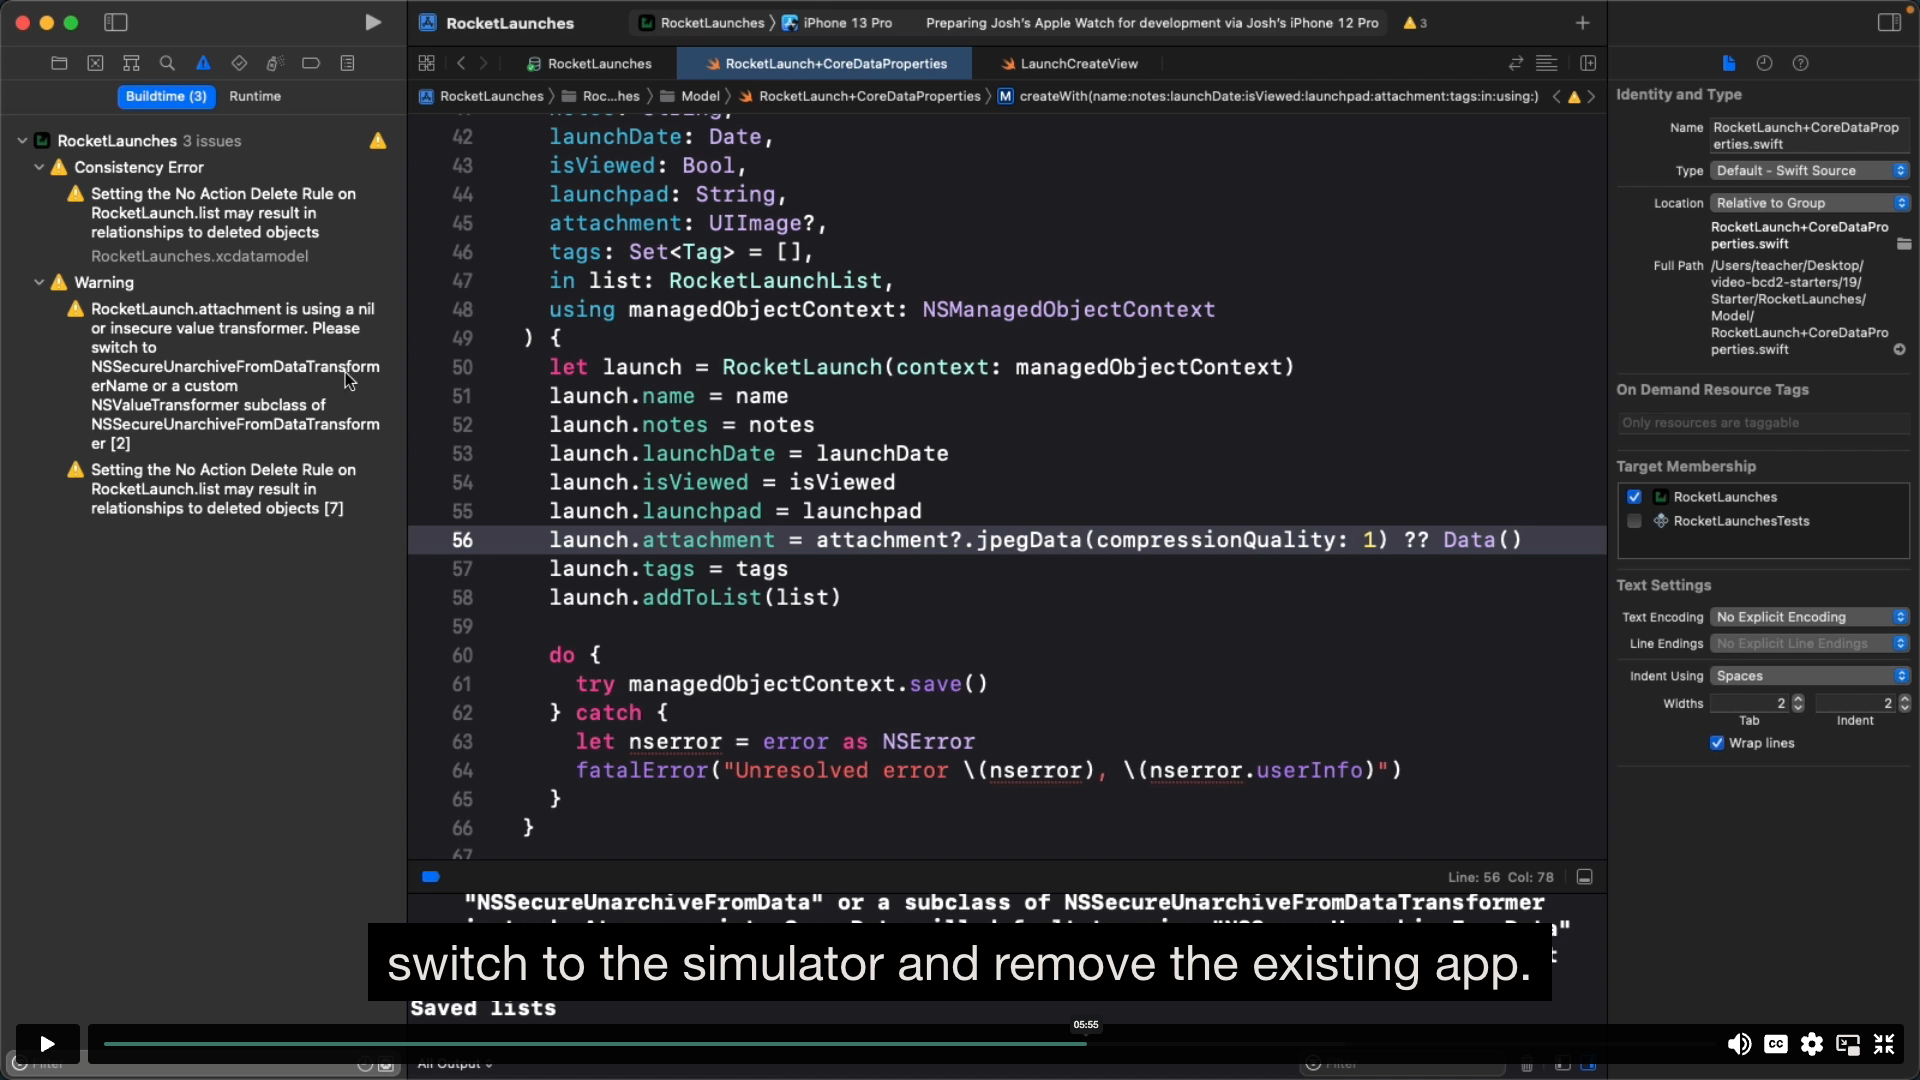 RocketLaunches
RocketLaunches
iPhone 13 Pro
Preparing Josh's Apple Watch for development via Josh's iPhone 12 Pro
3
RocketLaunches
RocketLaunch+CoreDataProperties
LaunchCreateView
Buildtime (3)
Runtime
RocketLaunches
Roc...hes
Model
RocketLaunch+CoreDataProperties
M
createWith(name:notes:launchDate:isViewed:launchpad:attachment:tags:in:using:)
RocketLaunches 3 issues
Consistency Error
Setting the No Action Delete Rule on
RocketLaunch.list may result in
relationships to deleted objects
RocketLaunches.xcdatamodel
Warning
RocketLaunch.attachment is using a nil
or insecure value transformer. Please
switch to
NSSecureUnarchiveFromDataTransform
erName or a custom
NSValueTransformer subclass of
NSSecureUnarchiveFromDataTransform
er [2]
Setting the No Action Delete Rule on
RocketLaunch.list may result in
relationships to deleted objects [7]
42 launchDate: Date,
43 isViewed: Bool,
44 launchpad: String,
45 attachment: UIImage?,
46 tags: Set<Tag> = [],
47 in list: RocketLaunchList,
48 using managedObjectContext: NSManagedObjectContext
49 ) {
50 let launch = RocketLaunch(context: managedObjectContext)
51 launch.name = name
52 launch.notes = notes
53 launch.launchDate = launchDate
54 launch.isViewed = isViewed
55 launch.launchpad = launchpad
56 launch.attachment = attachment?.jpegData(compressionQuality: 1) ?? Data()
57 launch.tags = tags
58 launch.addToList(list)
59
60 do {
61 try managedObjectContext.save()
62 } catch {
63 let nserror = error as NSError
64 fatalError("Unresolved error \(nserror), \(nserror.userInfo)")
65 }
66 }
67
Line: 56 Col: 78
"NSSecureUnarchiveFromData" or a subclass of NSSecureUnarchiveFromDataTransformer
switch to the simulator and remove the existing app.
Saved lists
05:55
Filter
All Output
Filter
CC
Identity and Type
Name RocketLaunch+CoreDataProp
erties.swift
Type Default - Swift Source
Location Relative to Group
RocketLaunch+CoreDataPro
perties.swift
Full Path /Users/teacher/Desktop/
video-bcd2-starters/19/
Starter/RocketLaunches/
Model/
RocketLaunch+CoreDataPro
perties.swift
On Demand Resource Tags
Only resources are taggable
Target Membership
RocketLaunches
RocketLaunchesTests
Text Settings
Text Encoding No Explicit Encoding
Line Endings No Explicit Line Endings
Indent Using Spaces
Widths 2 2
Tab Indent
Wrap lines